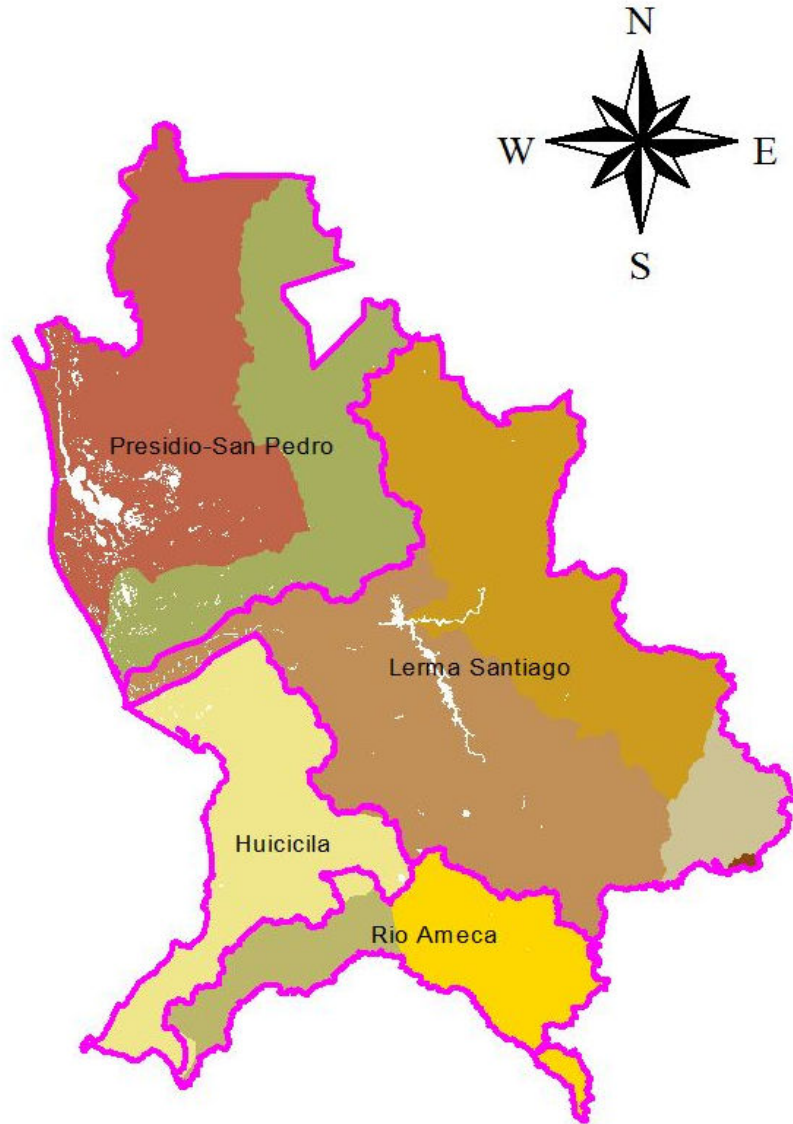 N
W
E
S
Presidio-San Pedro
Lerma Santiago
Huicicila
Rio Ameca